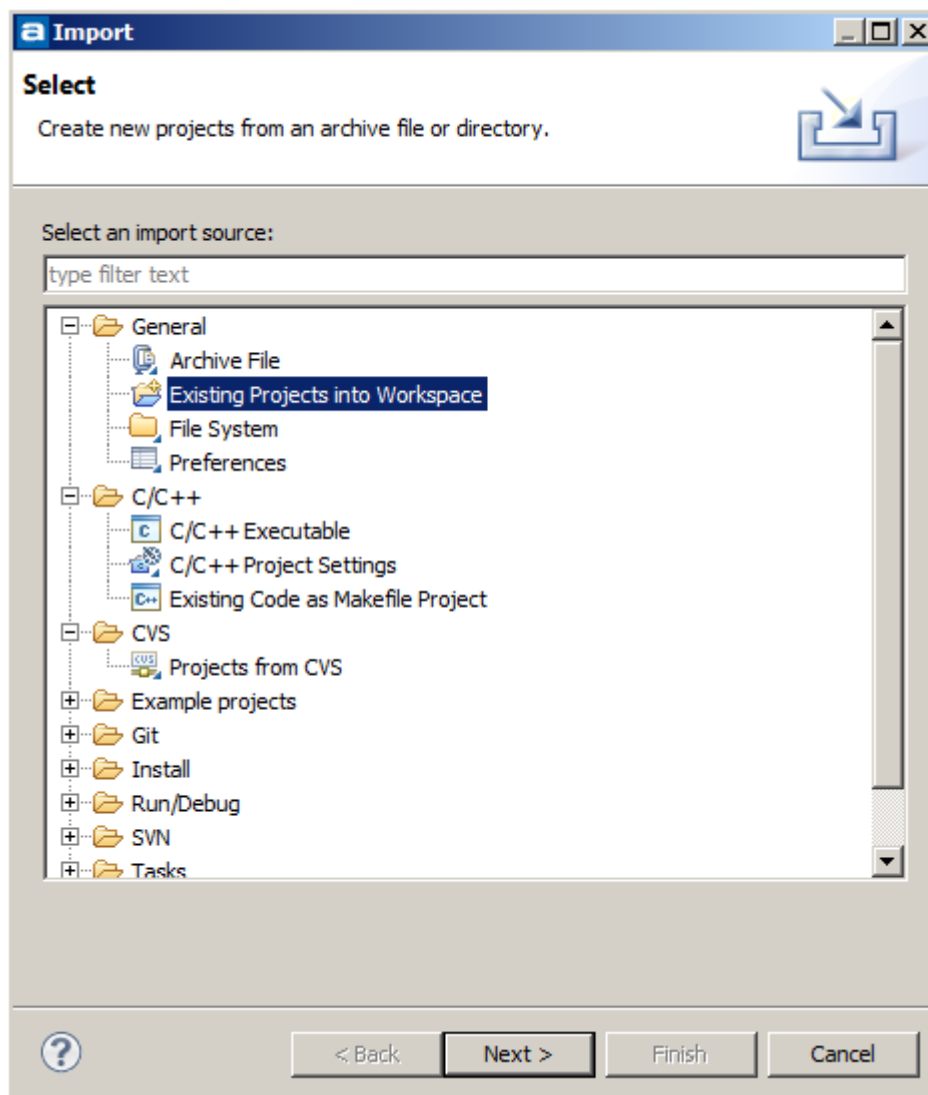 a Import
Select
Create new projects from an archive file or directory.
Select an import source:
type filter text
General
Archive File
Existing Projects into Workspace
File System
Preferences
C/C++
C C/C++ Executable
C/C++ Project Settings
C++ Existing Code as Makefile Project
CVS
CVS Projects from CVS
Example projects
Git
Install
Run/Debug
SVN
Tasks
? < Back Next > Finish Cancel